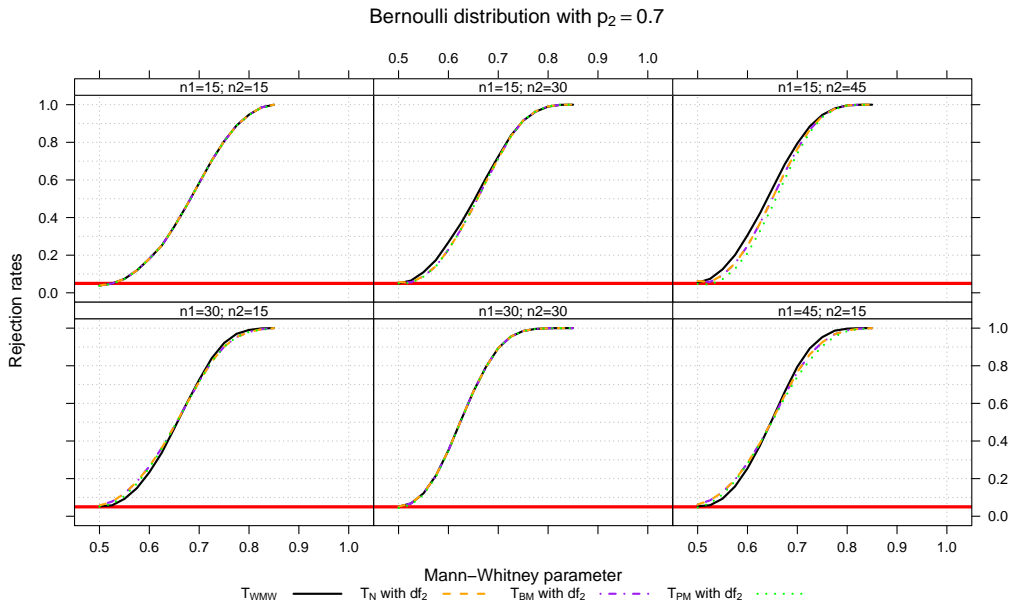 Bernoulli distribution with p₂ = 0.7
0.5 0.6 0.7 0.8 0.9 1.0
n1=15; n2=15 n1=15; n2=30 n1=15; n2=45
1.0
0.8
0.6
0.4
0.2
0.0
n1=30; n2=15 n1=30; n2=30 n1=45; n2=15
1.0
0.8
0.6
0.4
0.2
0.0
Rejection rates
0.5 0.6 0.7 0.8 0.9 1.0 0.5 0.6 0.7 0.8 0.9 1.0
Mann−Whitney parameter
T_WMW T_N with df₂ T_BM with df₂ T_PM with df₂